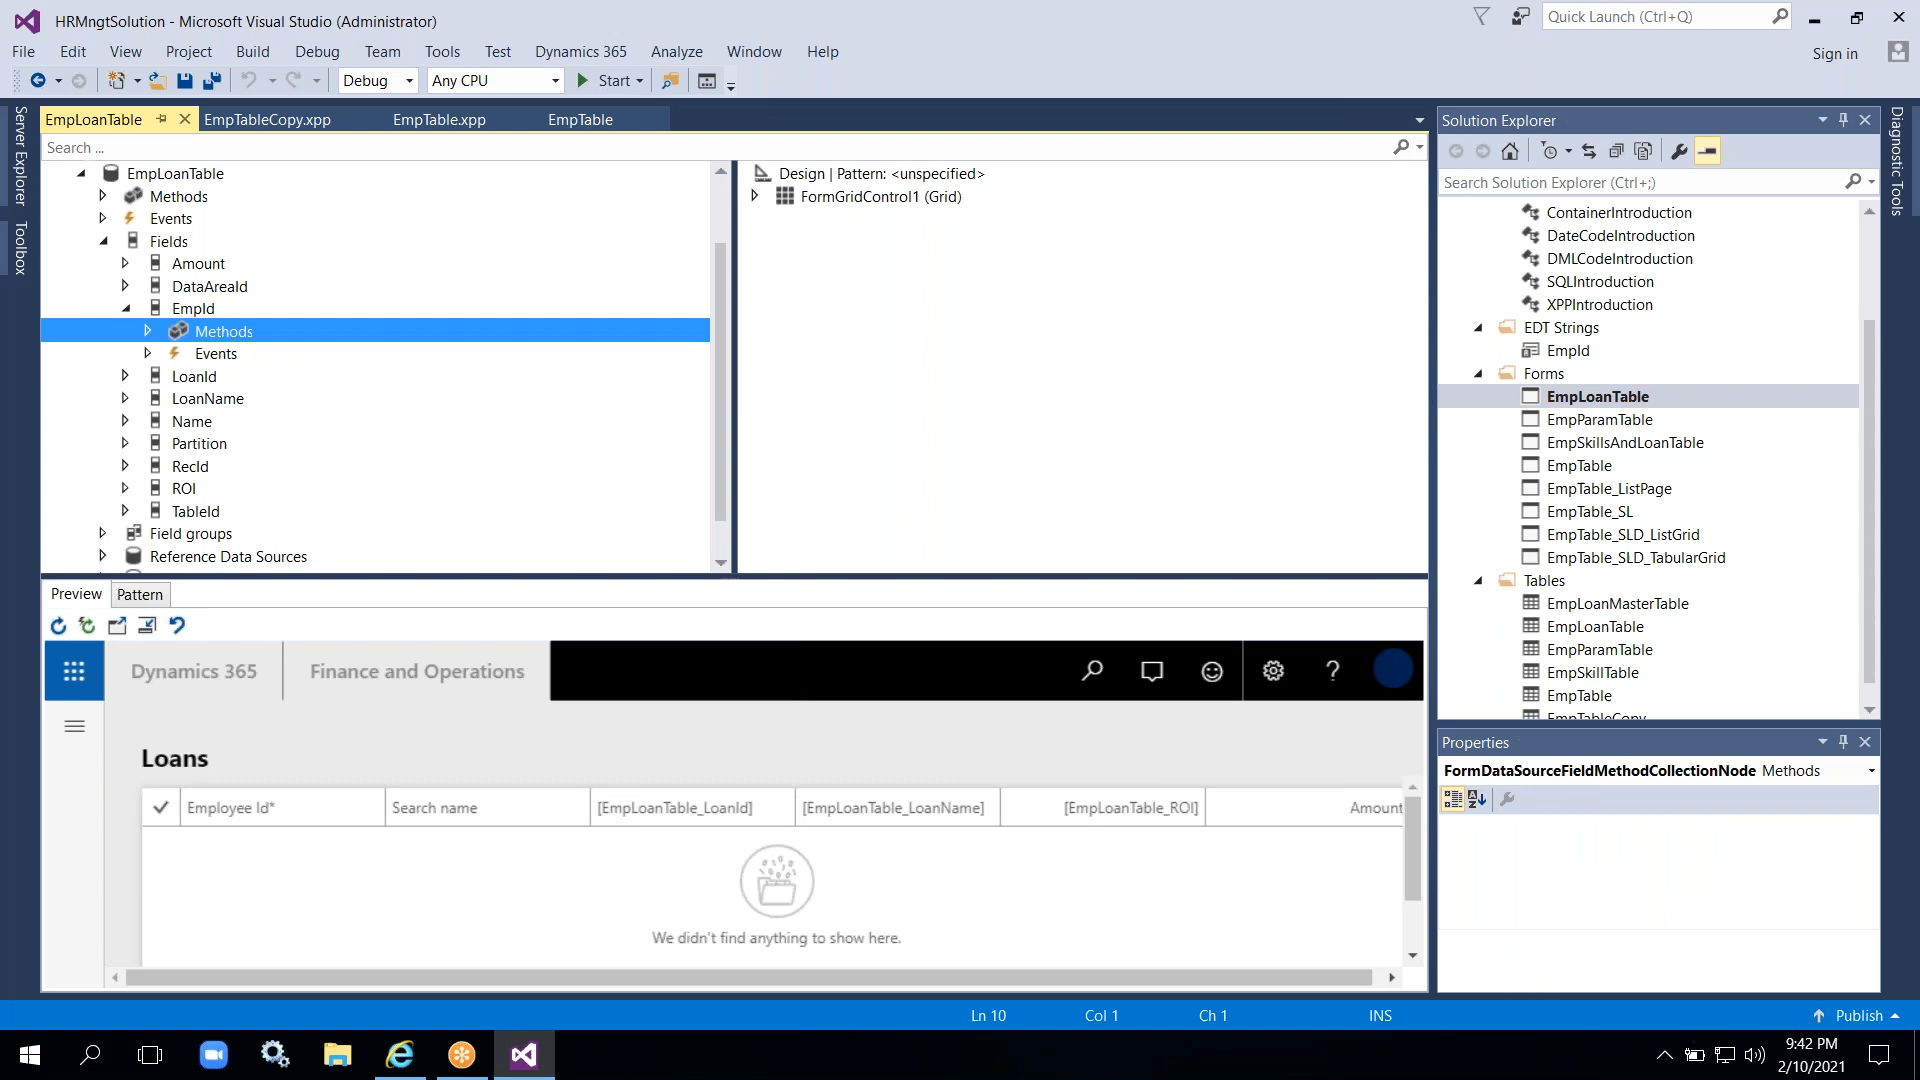 HRMngtSolution - Microsoft Visual Studio (Administrator)
Quick Launch (Ctrl+Q)
File Edit View Project Build Debug Team Tools Test Dynamics 365 Analyze Window Help
Sign in
Debug
Any CPU
Start
Server Explorer
Toolbox
EmpLoanTable
EmpTableCopy.xpp
EmpTable.xpp
EmpTable
Search ...
EmpLoanTable
Methods
Events
Fields
Amount
DataAreaId
EmpId
Methods
Events
LoanId
LoanName
Name
Partition
RecId
ROI
TableId
Field groups
Reference Data Sources
Design | Pattern: <unspecified>
FormGridControl1 (Grid)
Preview
Pattern
Dynamics 365
Finance and Operations
?
Loans
Employee Id*
Search name
[EmpLoanTable_LoanId]
[EmpLoanTable_LoanName]
[EmpLoanTable_ROI]
Amount
We didn't find anything to show here.
Solution Explorer
Search Solution Explorer (Ctrl+;)
ContainerIntroduction
DateCodeIntroduction
DMLCodeIntroduction
SQLIntroduction
XPPIntroduction
EDT Strings
EmpId
Forms
EmpLoanTable
EmpParamTable
EmpSkillsAndLoanTable
EmpTable
EmpTable_ListPage
EmpTable_SL
EmpTable_SLD_ListGrid
EmpTable_SLD_TabularGrid
Tables
EmpLoanMasterTable
EmpLoanTable
EmpParamTable
EmpSkillTable
EmpTable
EmpTableCopy
Properties
FormDataSourceFieldMethodCollectionNode Methods
Diagnostic Tools
Ln 10
Col 1
Ch 1
INS
Publish
9:42 PM
2/10/2021